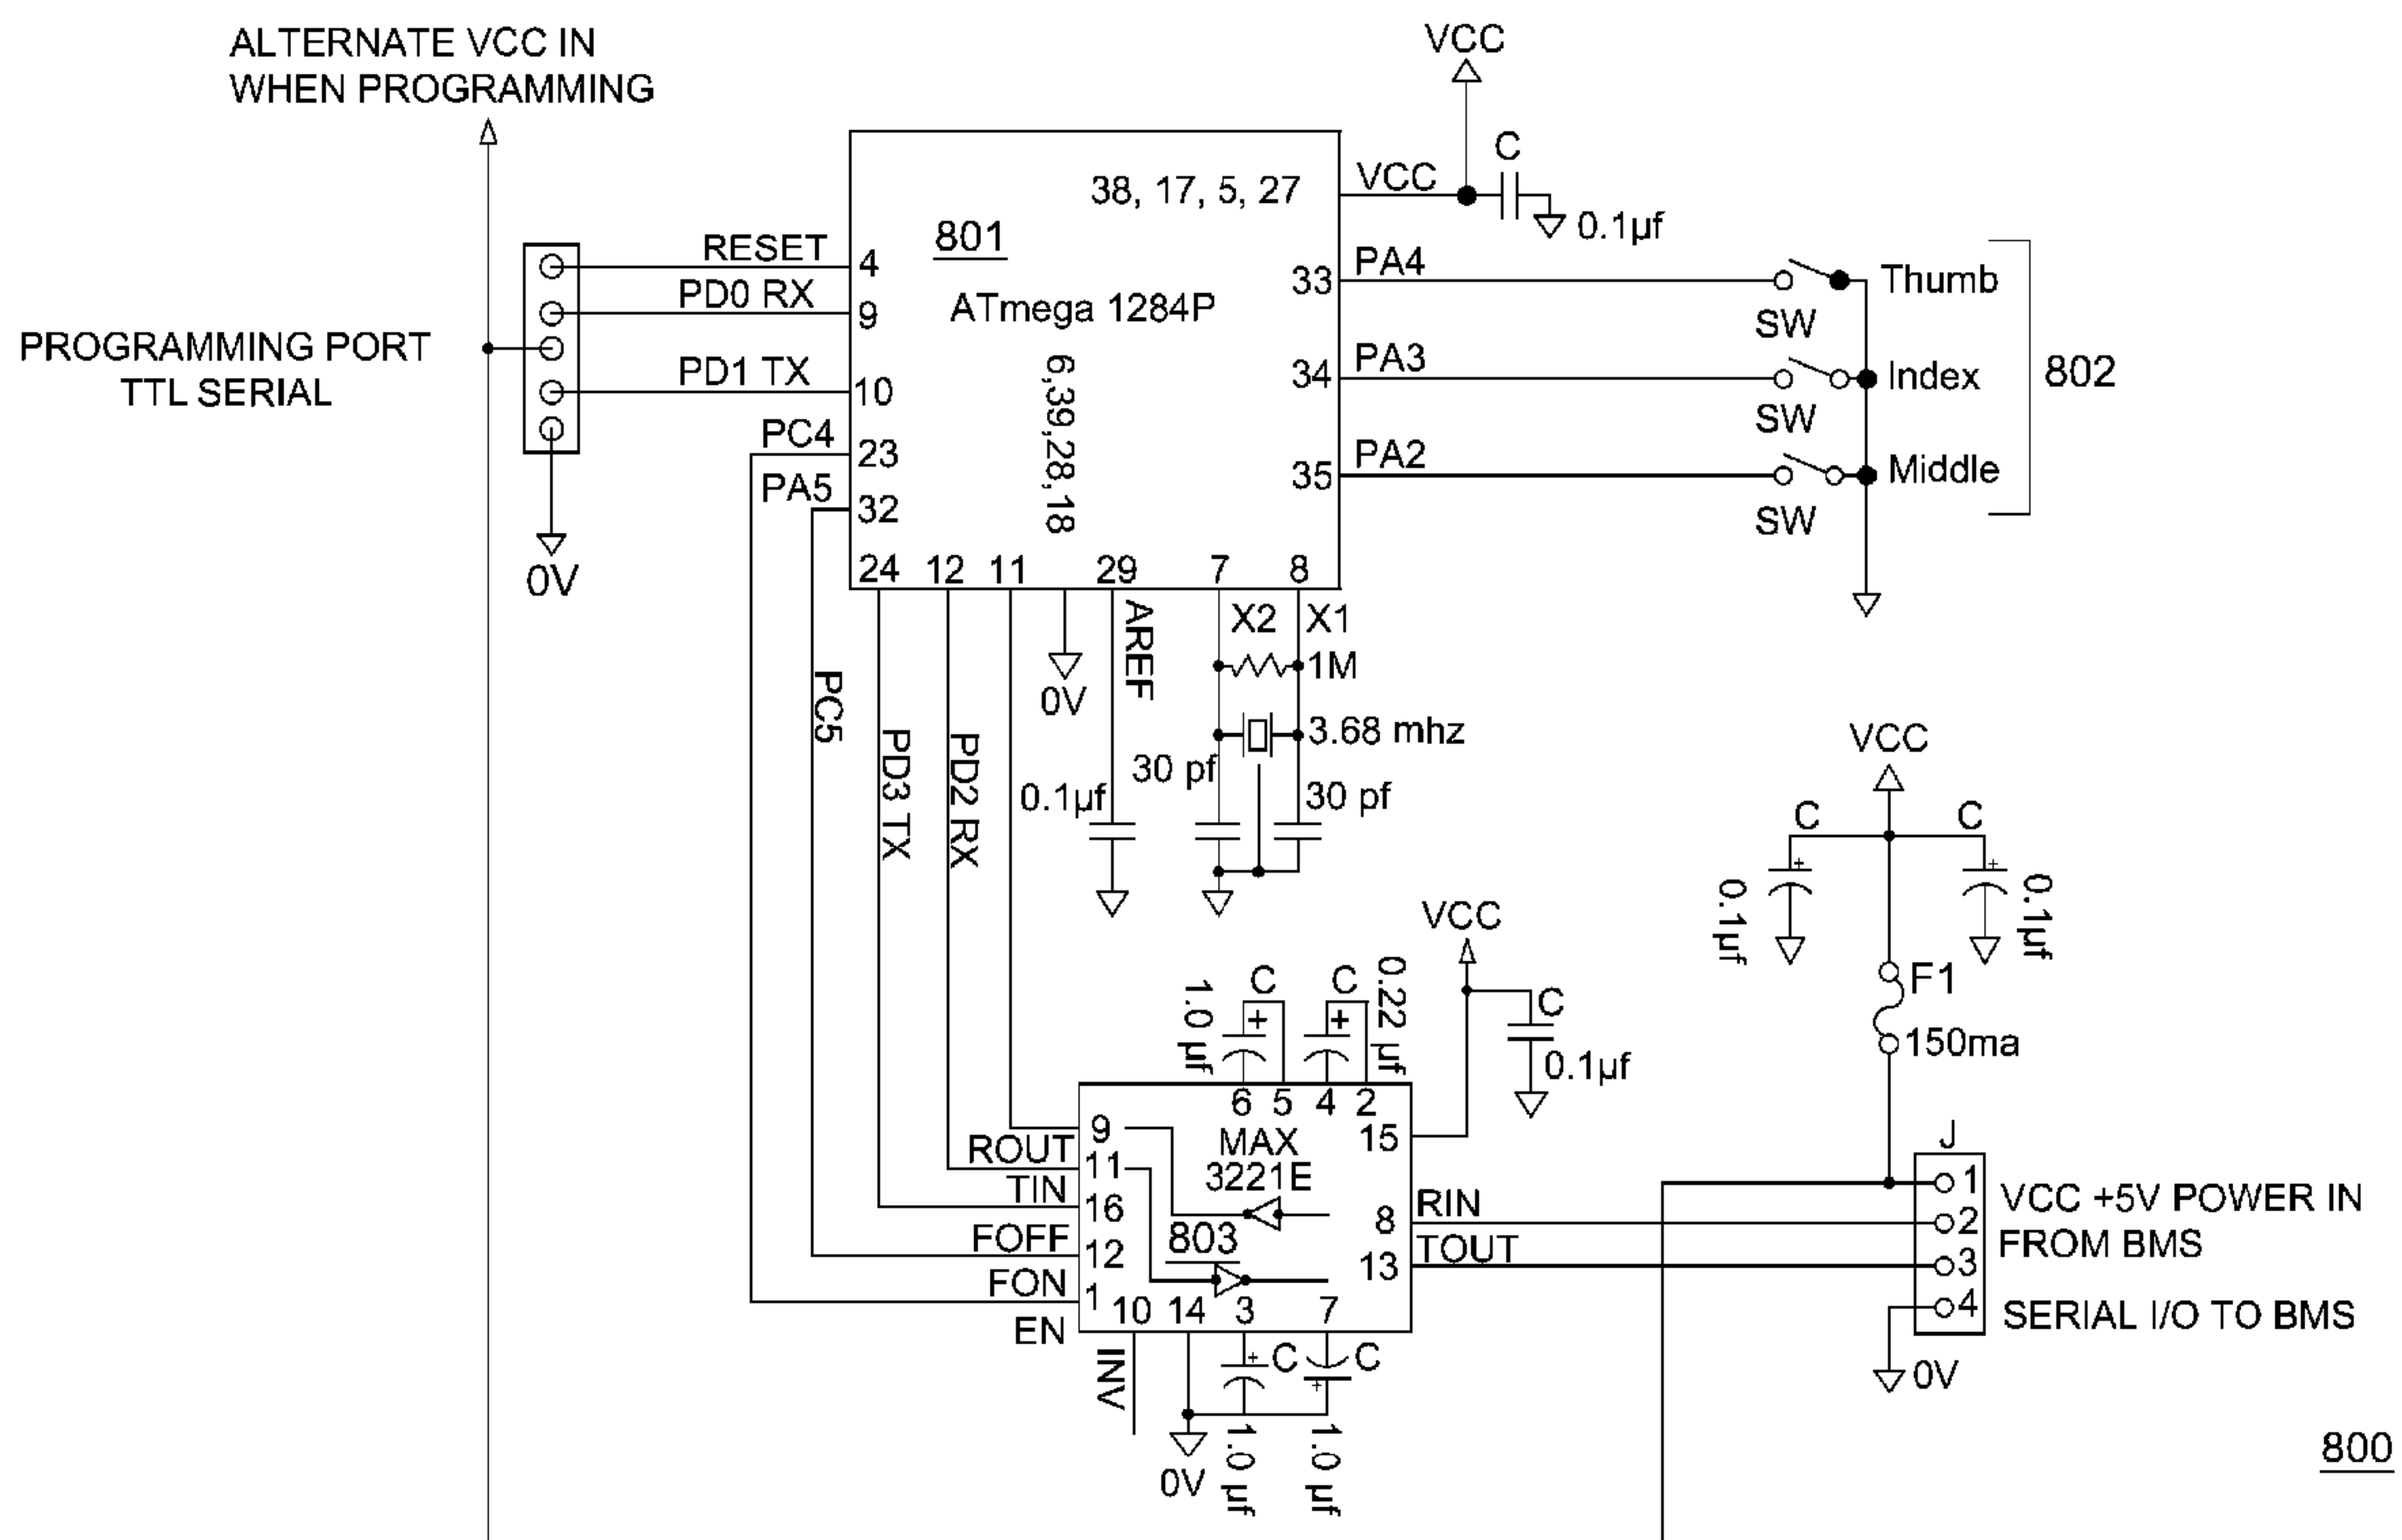 ALTERNATE VCC IN
WHEN PROGRAMMING
VCC
C
0.1µf
VCC
38, 17, 5, 27
801
ATmega 1284P
6,39,28,18
RESET
4
PD0 RX
9
PROGRAMMING PORT
TTL SERIAL
PD1 TX
10
PC4
23
PA5
32
0V
33
PA4
SW
Thumb
34
PA3
SW
Index
35
PA2
SW
Middle
802
24
12
11
29
7
8
PC5
PD3 TX
PD2 RX
0V
AREF
0.1µf
X2
X1
1M
3.68 mhz
30 pf
30 pf
VCC
C
C
0.1µf
0.1µf
F1
150ma
VCC
C
0.1µf
1.0 µf
C
C
0.22 µf
6
5
4
2
MAX
3221E
803
9
ROUT
11
TIN
16
FOFF
12
FON
1
EN
15
8
RIN
13
TOUT
10
14
3
7
INV
0V
C
C
1.0 µf
1.0 µf
J
1
2
3
4
VCC +5V POWER IN
FROM BMS
SERIAL I/O TO BMS
0V
800